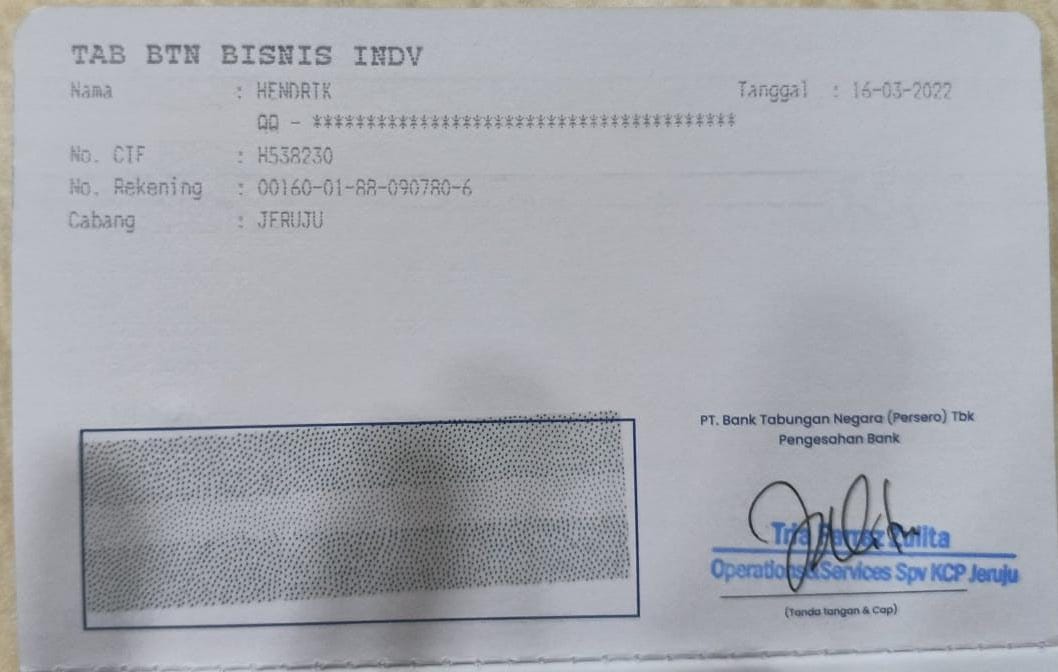 TAB BTN BISNIS INDV
Nama : HENDRIK Tanggal : 16-03-2022
QQ - ****************************************
No. CIF : H538230
No. Rekening : 00160-01-88-090780-6
Cabang : JERUJU
PT. Bank Tabungan Negara (Persero) Tbk
Pengesahan Bank
Tria
Operations&Services Spv KCP Jeruju
(Tanda tangan & Cap)